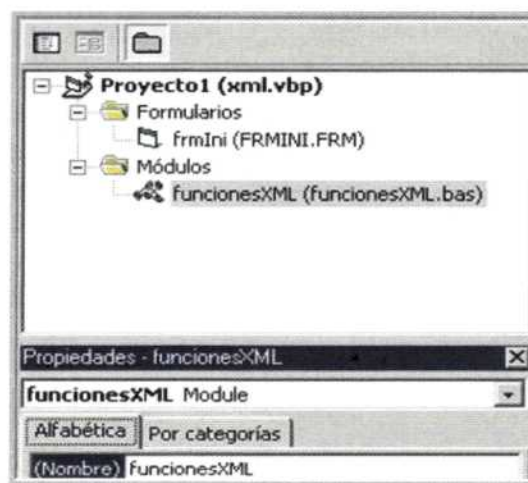 Proyecto1 (xml.vbp)
Formularios
frmIni (FRMINI.FRM)
Módulos
funcionesXML (funcionesXML.bas)
Propiedades - funcionesXML
funcionesXML Module
Alfabética Por categorías
(Nombre) funcionesXML